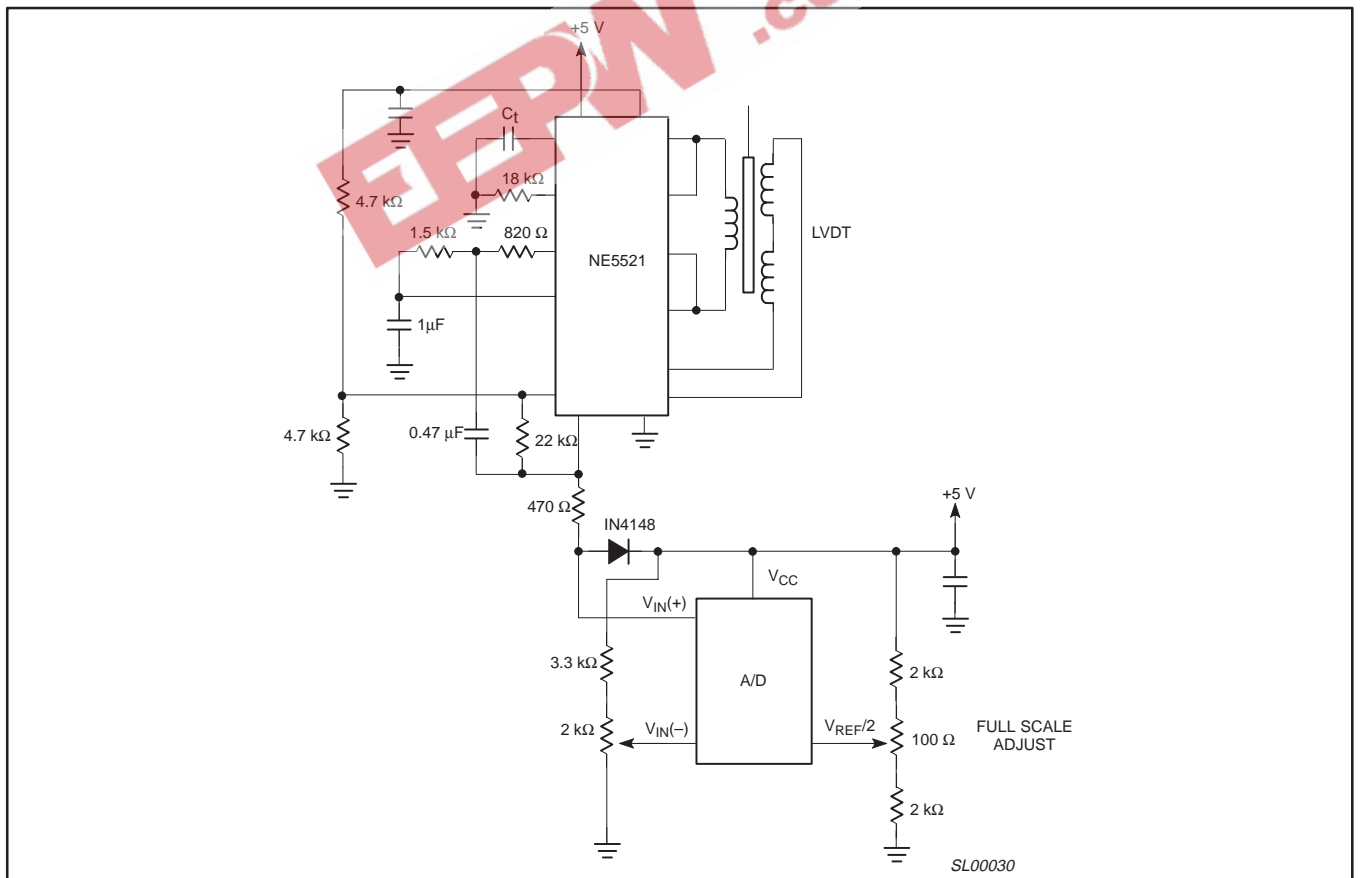 +5 V
EEPW.co
Ct
18 kΩ
4.7 kΩ
1.5 kΩ
820 Ω
NE5521
LVDT
1µF
4.7 kΩ
0.47 µF
22 kΩ
470 Ω
+5 V
IN4148
VCC
VIN(+)
3.3 kΩ
2 kΩ
A/D
2 kΩ
VIN(–)
VREF/2
100 Ω
FULL SCALE
ADJUST
2 kΩ
SL00030